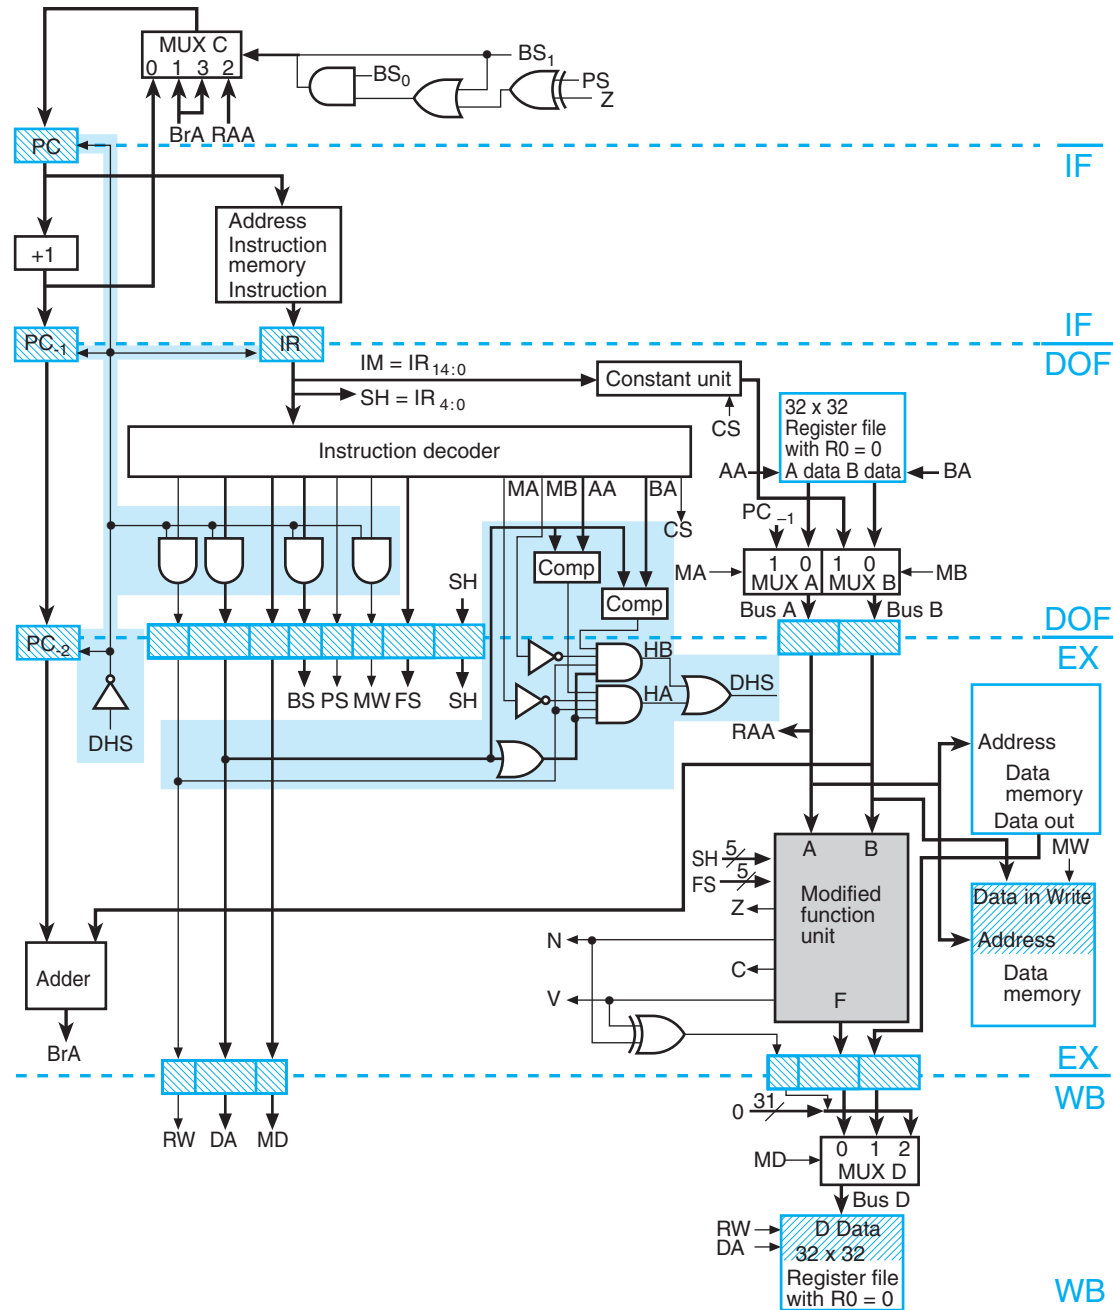 MUX C
0 1 3 2
BS1
BS0
PS
Z
BrA RAA
PC
IF
+1
Address
Instruction
memory
Instruction
PC-1
IR
IF
DOF
IM = IR14:0
SH = IR4:0
Constant unit
CS
32 x 32
Register file
with R0 = 0
A data B data
AA
BA
Instruction decoder
MA MB AA BA
CS
PC-1
1 0 1 0
MUX A MUX B
MA
MB
Comp
Comp
SH
Bus A
Bus B
DOF
EX
PC-2
HB
HA
DHS
BS PS MW FS SH
DHS
RAA
Address
Data
memory
Data out
MW
A B
SH 5
FS 5
Modified
function
unit
Z
N
C
V
F
Data in Write
Address
Data
memory
Adder
BrA
EX
WB
RW DA MD
0 31
0 1 2
MUX D
MD
Bus D
RW
DA
D Data
32 x 32
Register file
with R0 = 0
WB